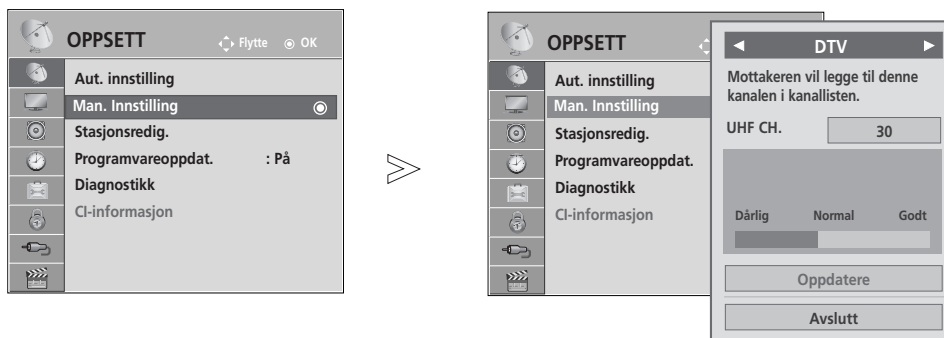 OPPSETT
Flytte OK
Aut. innstilling
Man. Innstilling
Stasjonsredig.
Programvareoppdat. : På
Diagnostikk
CI-informasjon
OPPSETT
Aut. innstilling
Man. Innstilling
Stasjonsredig.
Programvareoppdat.
Diagnostikk
CI-informasjon
DTV
Mottakeren vil legge til denne
kanalen i kanallisten.
UHF CH. 30
Dårlig Normal Godt
Oppdatere
Avslutt